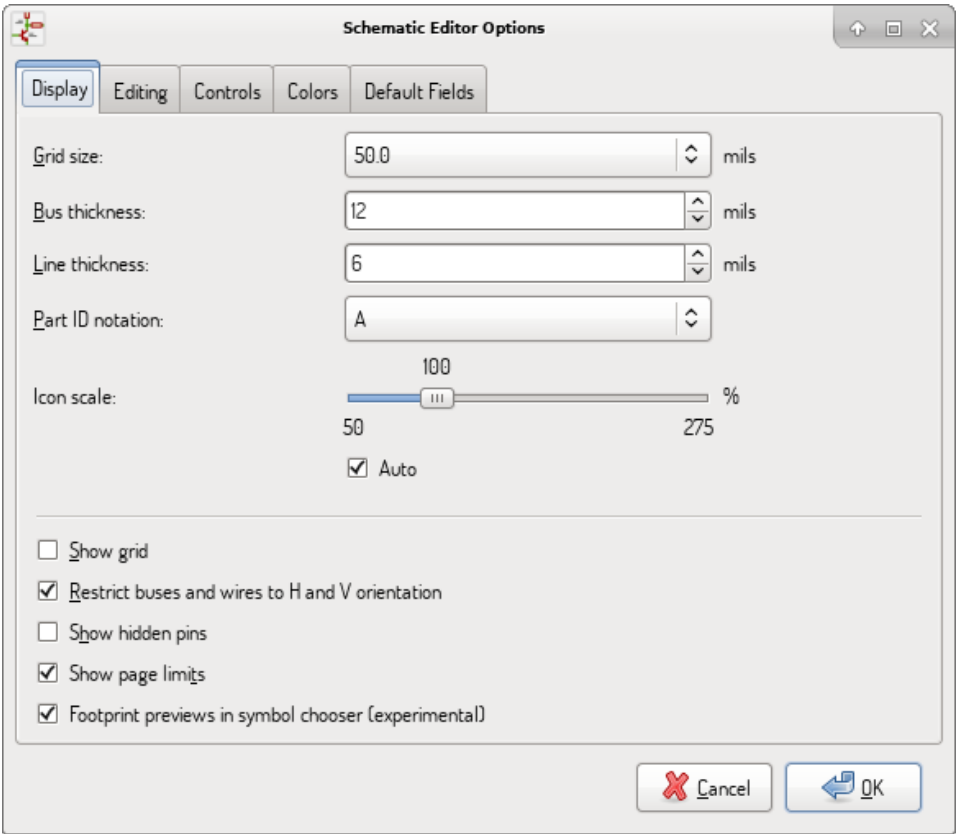 Schematic Editor Options
Display Editing Controls Colors Default Fields
Grid size: 50.0 mils
Bus thickness: 12 mils
Line thickness: 6 mils
Part ID notation: A
100
Icon scale: %
50 275
Auto
Show grid
Restrict buses and wires to H and V orientation
Show hidden pins
Show page limits
Footprint previews in symbol chooser (experimental)
Cancel OK